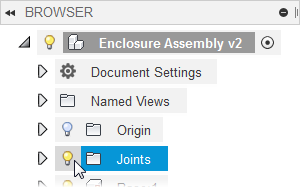 BROWSER
Enclosure Assembly v2
Document Settings
Named Views
Origin
Joints